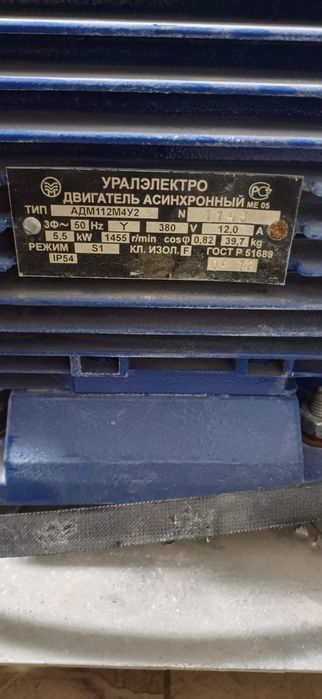 УРАЛЭЛЕКТРО
ДВИГАТЕЛЬ АСИНХРОННЫЙ МЕ 05
ТИП АДМ112М4У2 N
3Ф~ 50 Hz Y 380 V 12,0 A
5,5 kW 1455 r/min cosφ 0,82 39,7 kg
РЕЖИМ S1 КЛ. ИЗОЛ. F ГОСТ Р 51689
IP54